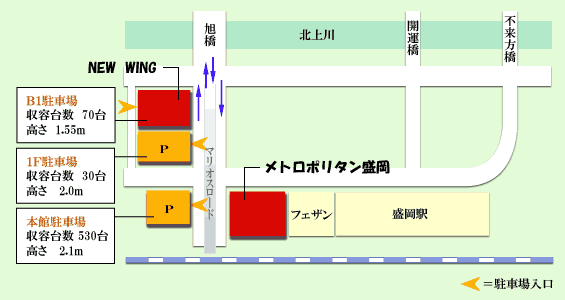 旭橋
北上川
開運橋
不来方橋
NEW WING
B1駐車場
収容台数 70台
高さ 1.55m
P
1F駐車場
収容台数 30台
高さ 2.0m
マリオスロード
メトロポリタン盛岡
P
本館駐車場
収容台数 530台
高さ 2.1m
フェザン
盛岡駅
=駐車場入口